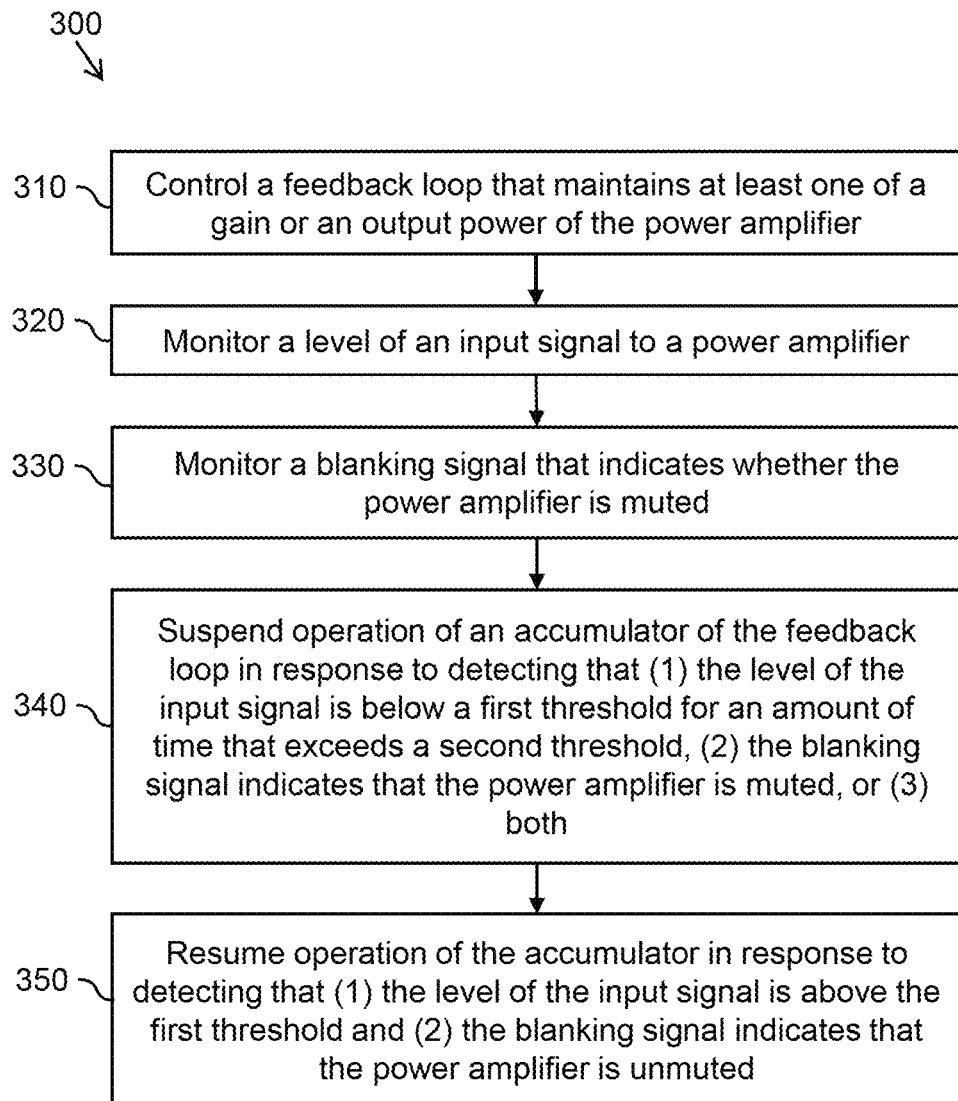 300
310
Control a feedback loop that maintains at least one of a
gain or an output power of the power amplifier
320
Monitor a level of an input signal to a power amplifier
330
Monitor a blanking signal that indicates whether the
power amplifier is muted
340
Suspend operation of an accumulator of the feedback
loop in response to detecting that (1) the level of the
input signal is below a first threshold for an amount of
time that exceeds a second threshold, (2) the blanking
signal indicates that the power amplifier is muted, or (3)
both
350
Resume operation of the accumulator in response to
detecting that (1) the level of the input signal is above the
first threshold and (2) the blanking signal indicates that
the power amplifier is unmuted